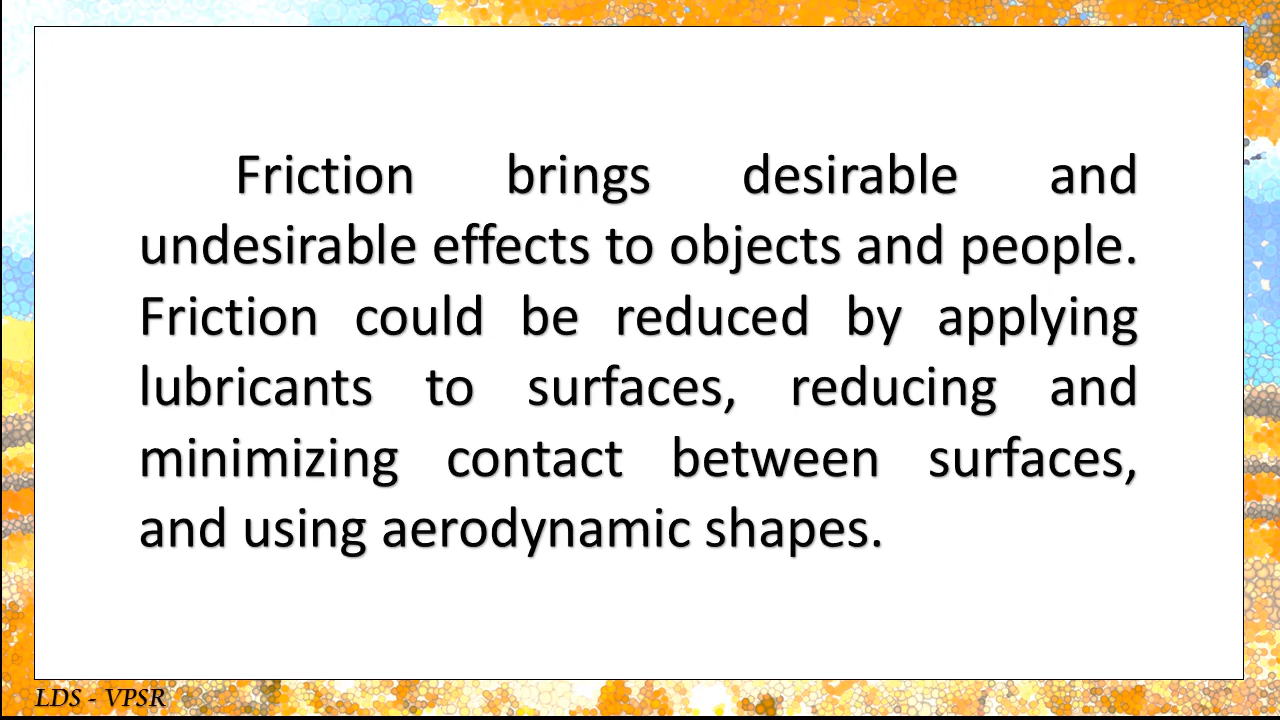 Friction brings desirable and
undesirable effects to objects and people.
Friction could be reduced by applying
lubricants to surfaces, reducing and
minimizing contact between surfaces,
and using aerodynamic shapes.
LDS - VPSR